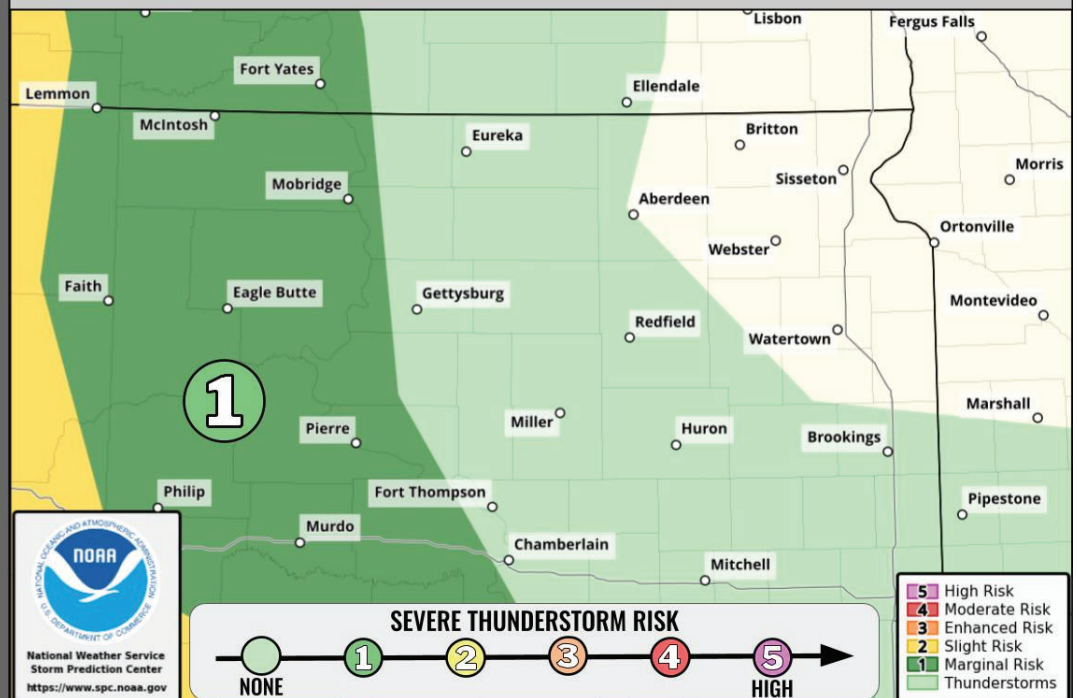 Lisbon
Fergus Falls
Fort Yates
Lemmon
Ellendale
McIntosh
Eureka
Britton
Morris
Sisseton
Mobridge
Aberdeen
Ortonville
Webster
Faith
Eagle Butte
Gettysburg
Montevideo
Redfield
Watertown
1
Marshall
Pierre
Miller
Huron
Brookings
Philip
Fort Thompson
Pipestone
Murdo
Chamberlain
Mitchell
NATIONAL OCEANIC AND ATMOSPHERIC ADMINISTRATION
NOAA
U.S. DEPARTMENT OF COMMERCE
National Weather Service
Storm Prediction Center
https://www.spc.noaa.gov
SEVERE THUNDERSTORM RISK
1 2 3 4 5
NONE HIGH
5 High Risk
4 Moderate Risk
3 Enhanced Risk
2 Slight Risk
1 Marginal Risk
Thunderstorms